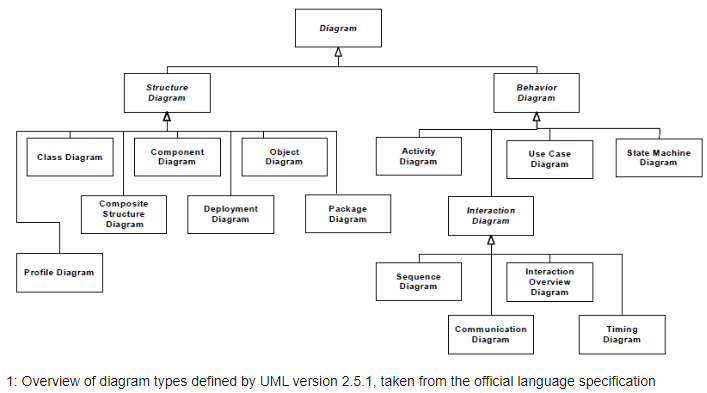 Diagram
Structure
Diagram
Behavior
Diagram
Class Diagram
Component
Diagram
Object
Diagram
Activity
Diagram
Use Case
Diagram
State Machine
Diagram
Composite
Structure
Diagram
Deployment
Diagram
Package
Diagram
Interaction
Diagram
Profile Diagram
Sequence
Diagram
Interaction
Overview
Diagram
Communication
Diagram
Timing
Diagram
1: Overview of diagram types defined by UML version 2.5.1, taken from the official language specification